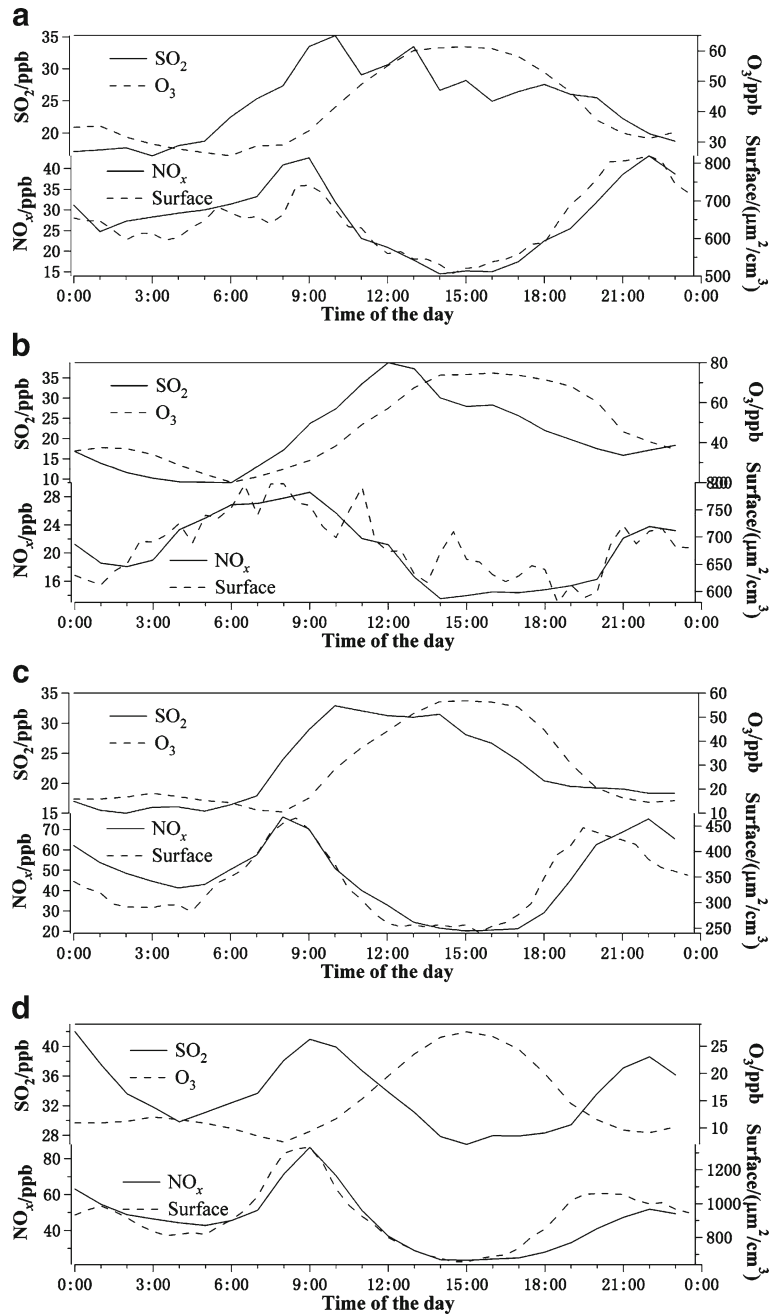 a
SO2/ppb
35
30
25
20
SO2
O3
60
50
40
30
O3/ppb
NOx/ppb
40
35
30
25
20
15
NOx
Surface
800
700
600
500
Surface/(μm²/cm³)
0:00 3:00 6:00 9:00 12:00 15:00 18:00 21:00 0:00
Time of the day
b
SO2/ppb
35
30
25
20
15
10
SO2
O3
80
60
40
O3/ppb
NOx/ppb
28
24
20
16
NOx
Surface
800
700
650
600
Surface/(μm²/cm³)
0:00 3:00 6:00 9:00 12:00 15:00 18:00 21:00 0:00
Time of the day
c
SO2/ppb
35
30
20
15
SO2
O3
60
50
40
30
20
10
O3/ppb
NOx/ppb
70
60
50
40
30
20
NOx
Surface
450
400
350
300
250
Surface/(μm²/cm³)
0:00 3:00 6:00 9:00 12:00 15:00 18:00 21:00 0:00
Time of the day
d
SO2/ppb
40
36
32
28
SO2
O3
25
20
15
10
O3/ppb
NOx/ppb
80
60
40
NOx
Surface
1200
1000
800
Surface/(μm²/cm³)
0:00 3:00 6:00 9:00 12:00 15:00 18:00 21:00 0:00
Time of the day